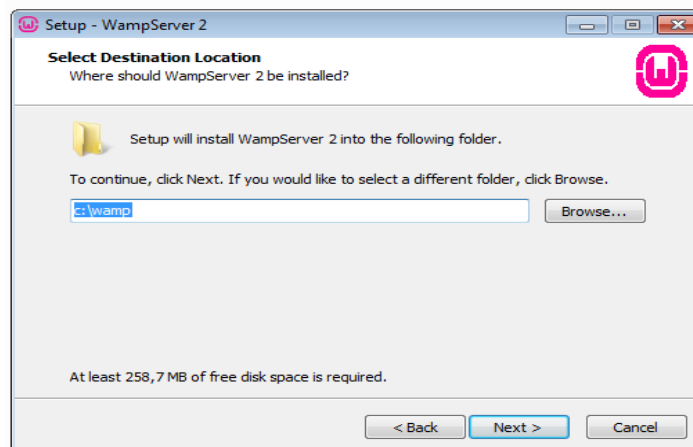 Setup - WampServer 2
Select Destination Location
Where should WampServer 2 be installed?
Setup will install WampServer 2 into the following folder.
To continue, click Next. If you would like to select a different folder, click Browse.
c:\wamp
Browse...
At least 258,7 MB of free disk space is required.
< Back
Next >
Cancel